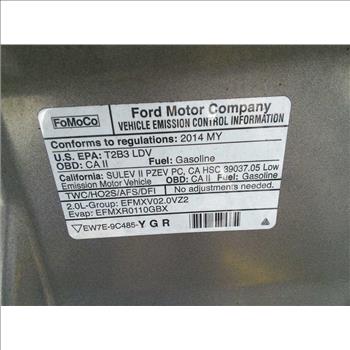 FoMoCo
Ford Motor Company
VEHICLE EMISSION CONTROL INFORMATION
Conforms to regulations: 2014 MY
U.S. EPA: T2B3 LDV
OBD: CA II Fuel: Gasoline
California: SULEV II PZEV PC, CA HSC 39037.05 Low
Emission Motor Vehicle OBD: CA II Fuel: Gasoline
TWC/HO2S/AFS/DFI No adjustments needed.
2.0L-Group: EFMXV02.0VZ2
Evap: EFMXR0110GBX
EW7E-9C485-Y G R